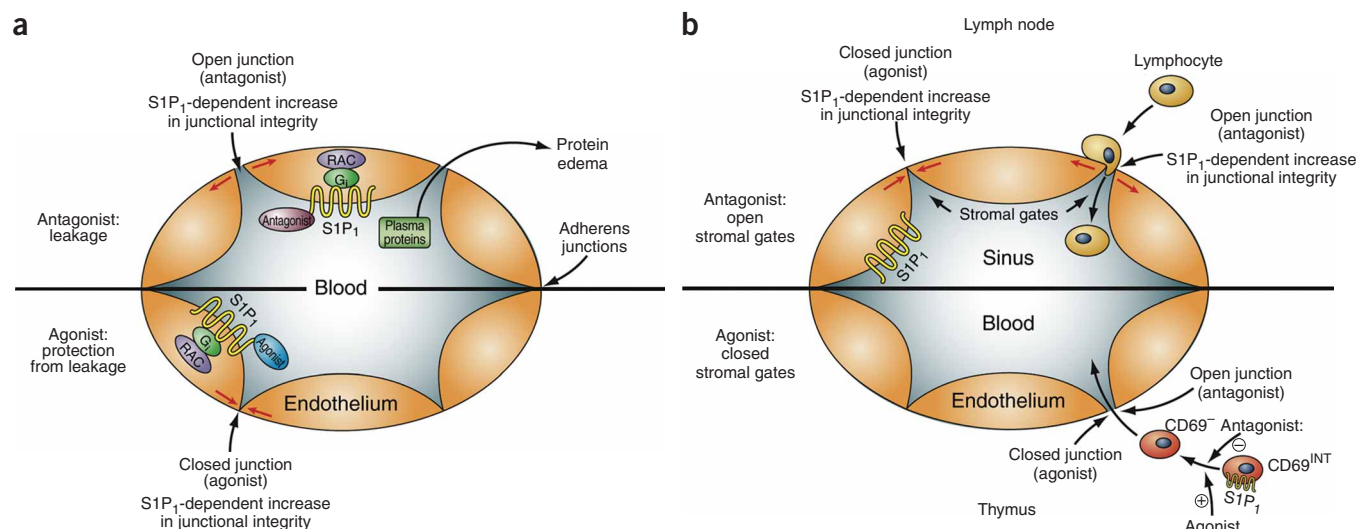 a
Open junction
(antagonist)
S1P1-dependent increase
in junctional integrity
RAC
Gi
Antagonist
S1P1
Plasma
proteins
Protein
edema
Antagonist:
leakage
Adherens
junctions
Blood
S1P1
Gi
RAC
Agonist
Agonist:
protection
from leakage
Endothelium
Closed junction
(agonist)
S1P1-dependent increase
in junctional integrity
b
Lymph node
Closed junction
(agonist)
S1P1-dependent increase
in junctional integrity
Lymphocyte
Open junction
(antagonist)
S1P1-dependent increase
in junctional integrity
Antagonist:
open
stromal gates
Stromal gates
S1P1
Sinus
Blood
Agonist:
closed
stromal gates
Endothelium
Open junction
(antagonist)
CD69− Antagonist:
⊖
CD69INT
S1P1
⊕
Closed junction
(agonist)
Thymus
Agonist